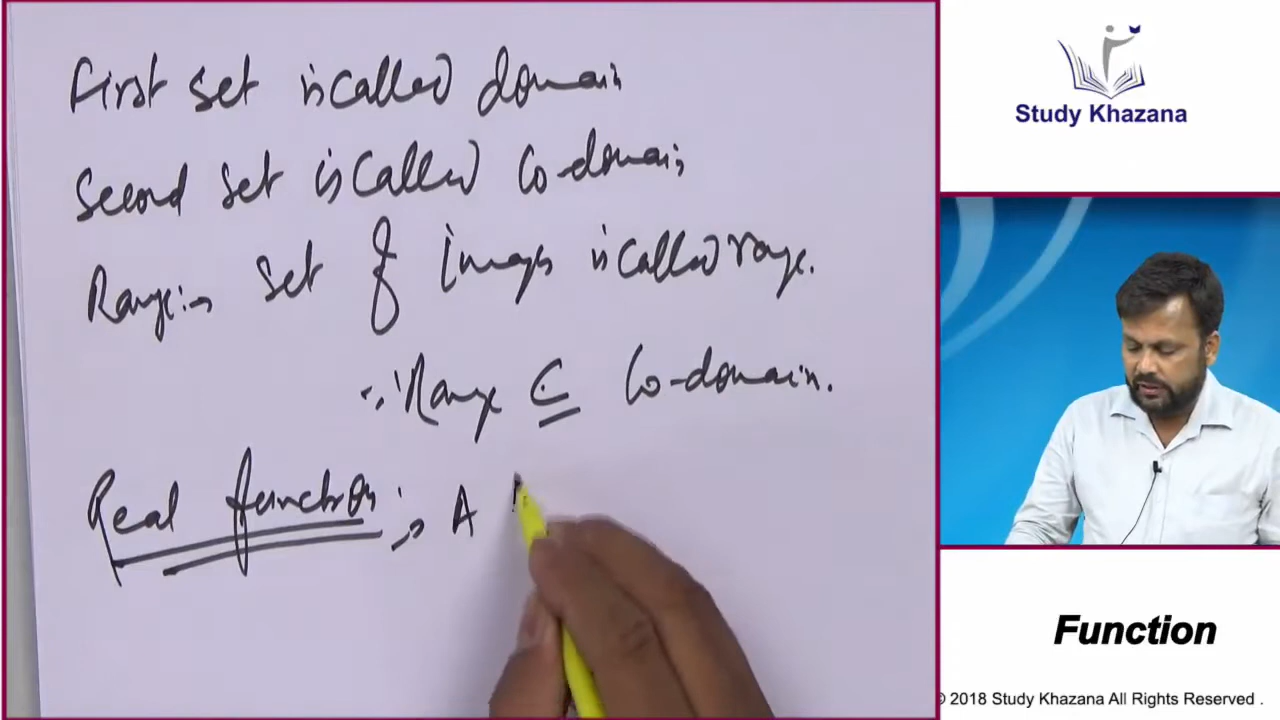 First set is called domain
Second set is called Co-domain
Range:→ set of images is called range.
∴ Range ⊆ Co-domain.
Real function:→ A
Study Khazana
Function
© 2018 Study Khazana All Rights Reserved .